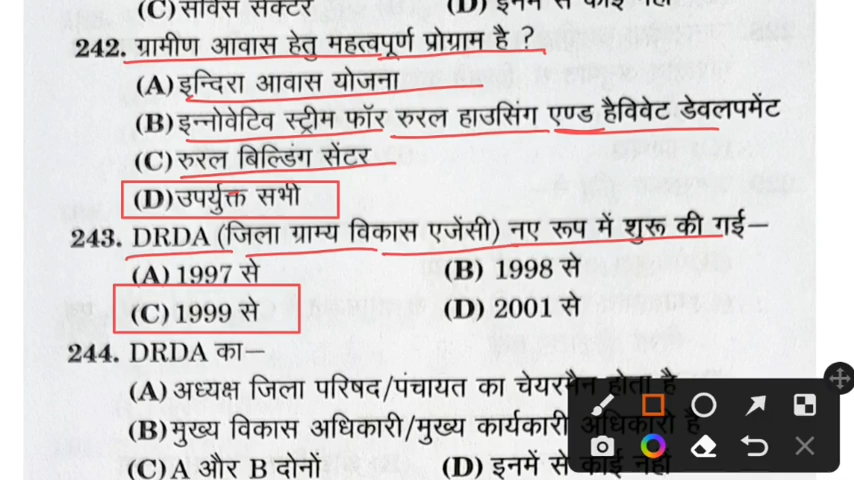 (C) सर्विस सेक्टर (D) इनमें से कोई नहीं
242. ग्रामीण आवास हेतु महत्वपूर्ण प्रोग्राम है ?
(A) इन्दिरा आवास योजना
(B) इन्नोवेटिव स्ट्रीम फॉर रुरल हाउसिंग एण्ड हैविवेट डेवलपमेंट
(C) रुरल बिल्डिंग सेंटर
(D) उपर्युक्त सभी
243. DRDA (जिला ग्राम्य विकास एजेंसी) नए रूप में शुरू की गई—
(A) 1997 से (B) 1998 से
(C) 1999 से (D) 2001 से
244. DRDA का—
(A) अध्यक्ष जिला परिषद/पंचायत का चेयरमैन होता है
(B) मुख्य विकास अधिकारी/मुख्य कार्यकारी अधिकारी है
(C) A और B दोनों (D) इनमें से कोई नहीं